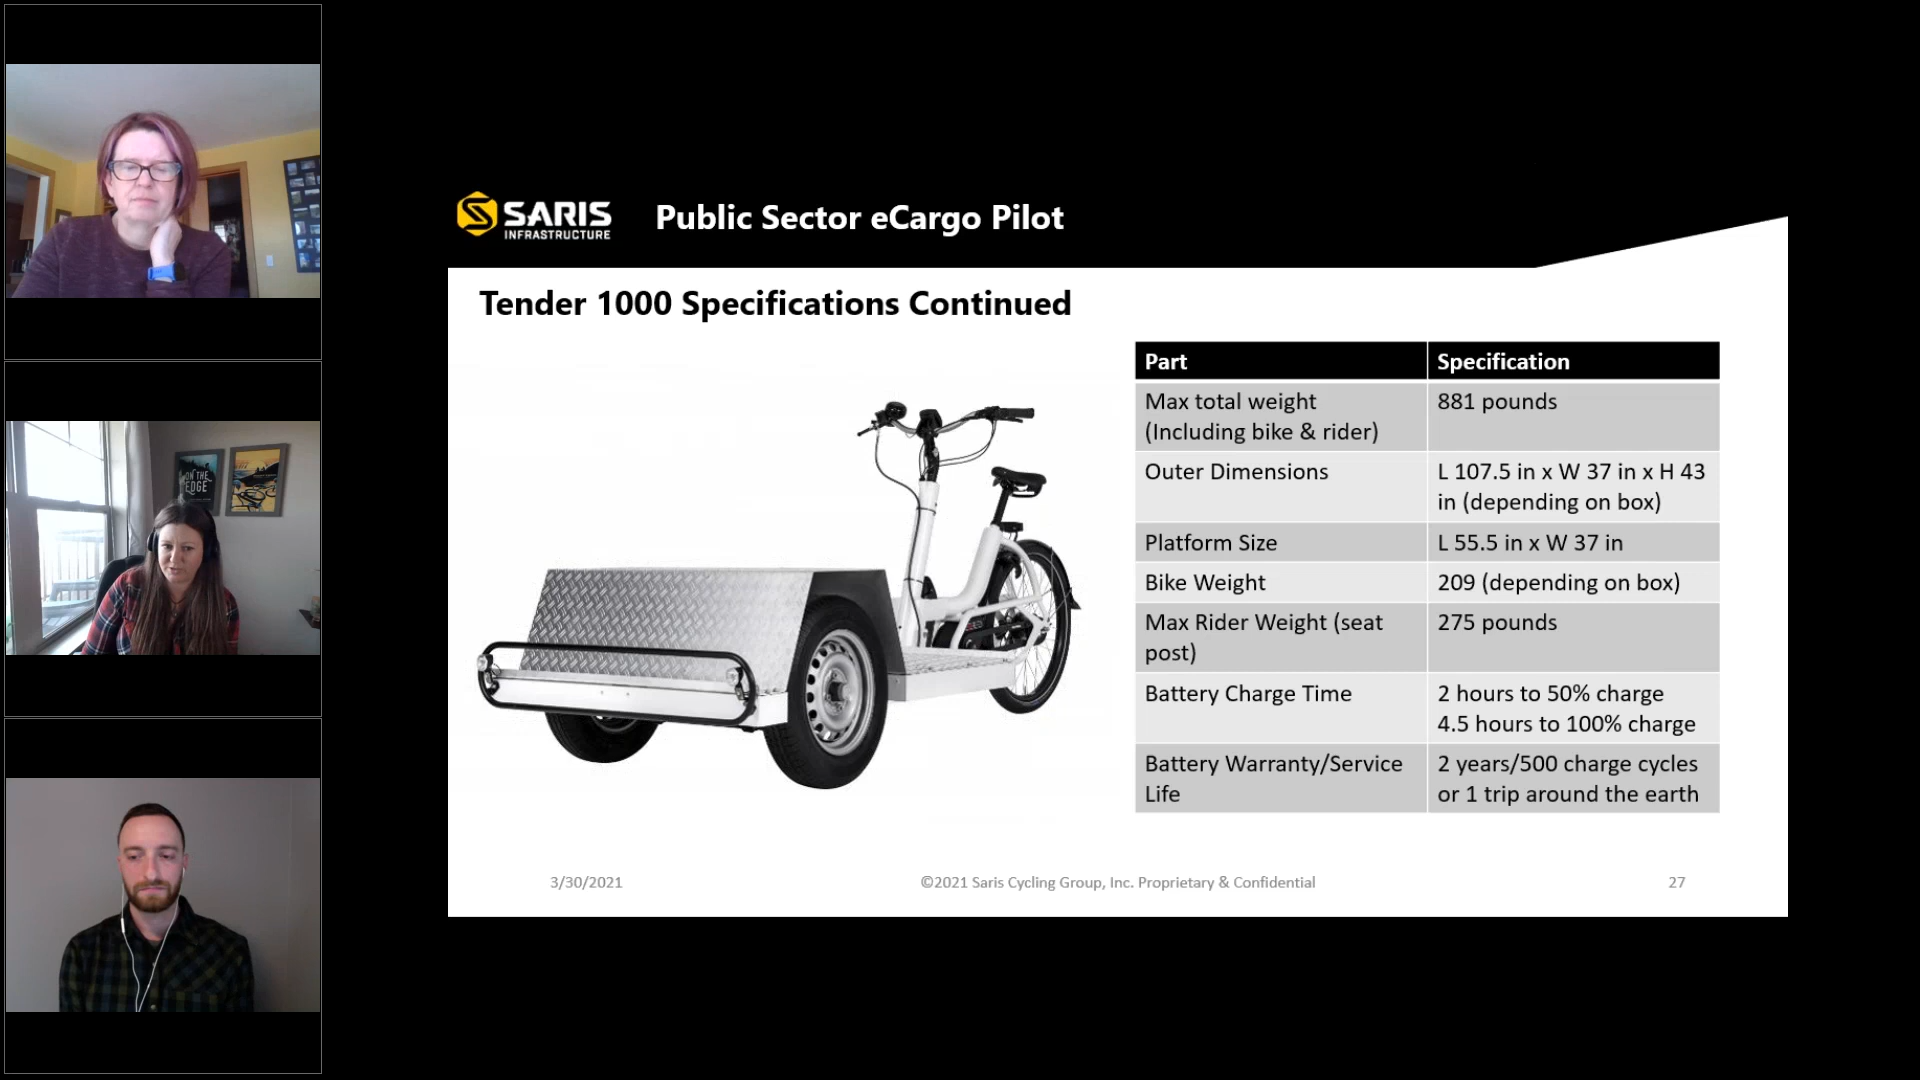 ON THE
EDGE
SARIS
INFRASTRUCTURE
Public Sector eCargo Pilot
Tender 1000 Specifications Continued
Part
Specification
Max total weight
(Including bike & rider)
881 pounds
Outer Dimensions
L 107.5 in x W 37 in x H 43
in (depending on box)
Platform Size
L 55.5 in x W 37 in
Bike Weight
209 (depending on box)
Max Rider Weight (seat
post)
275 pounds
Battery Charge Time
2 hours to 50% charge
4.5 hours to 100% charge
Battery Warranty/Service
Life
2 years/500 charge cycles
or 1 trip around the earth
3/30/2021
©2021 Saris Cycling Group, Inc. Proprietary & Confidential
27